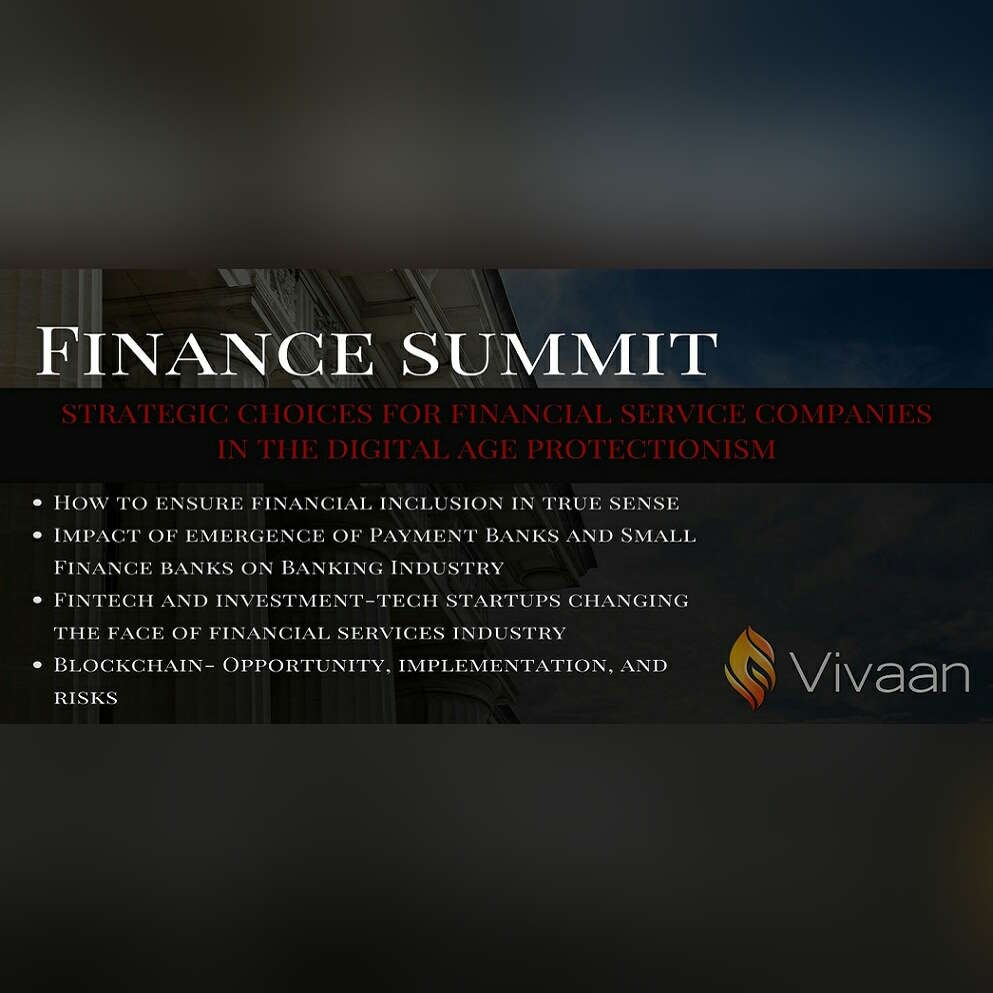 FINANCE SUMMIT
STRATEGIC CHOICES FOR FINANCIAL SERVICE COMPANIES
IN THE DIGITAL AGE PROTECTIONISM
• HOW TO ENSURE FINANCIAL INCLUSION IN TRUE SENSE
• IMPACT OF EMERGENCE OF PAYMENT BANKS AND SMALL
FINANCE BANKS ON BANKING INDUSTRY
• FINTECH AND INVESTMENT-TECH STARTUPS CHANGING
THE FACE OF FINANCIAL SERVICES INDUSTRY
• BLOCKCHAIN- OPPORTUNITY, IMPLEMENTATION, AND
RISKS
Vivaan